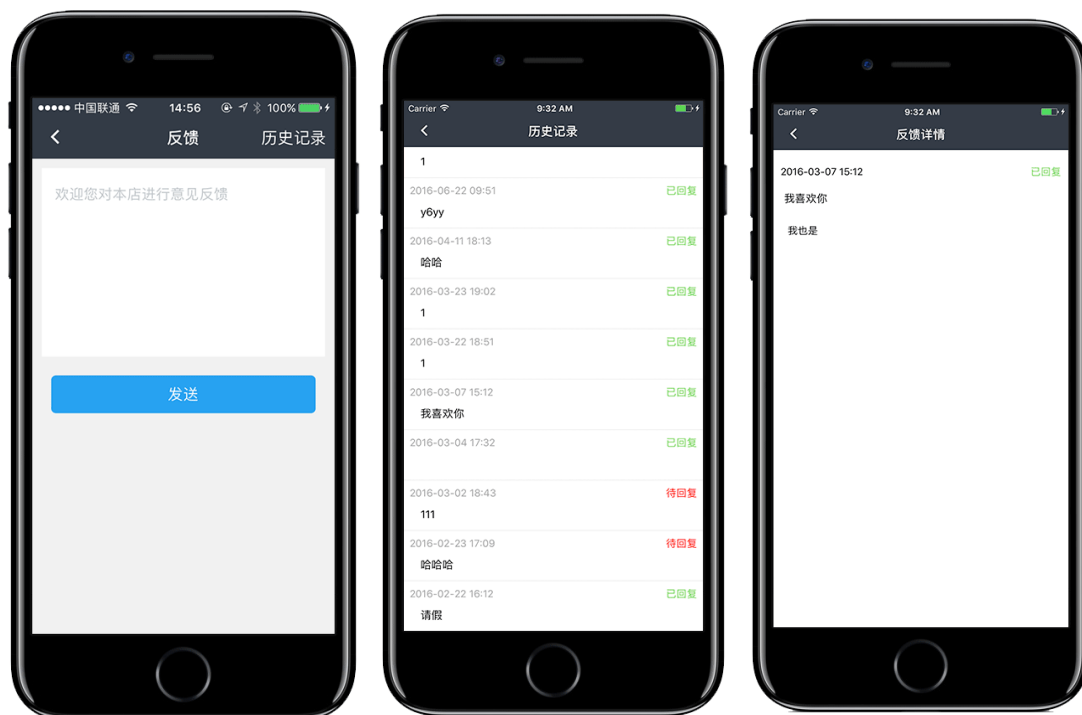 中国联通 14:56 100%
反馈 历史记录
欢迎您对本店进行意见反馈
发送
Carrier 9:32 AM
历史记录
1
2016-06-22 09:51 已回复
y6yy
2016-04-11 18:13 已回复
哈哈
2016-03-23 19:02 已回复
1
2016-03-22 18:51 已回复
1
2016-03-07 15:12 已回复
我喜欢你
2016-03-04 17:32 已回复
2016-03-02 18:43 待回复
111
2016-02-23 17:09 待回复
哈哈哈
2016-02-22 16:12 已回复
请假
Carrier 9:32 AM
反馈详情
2016-03-07 15:12 已回复
我喜欢你
我也是